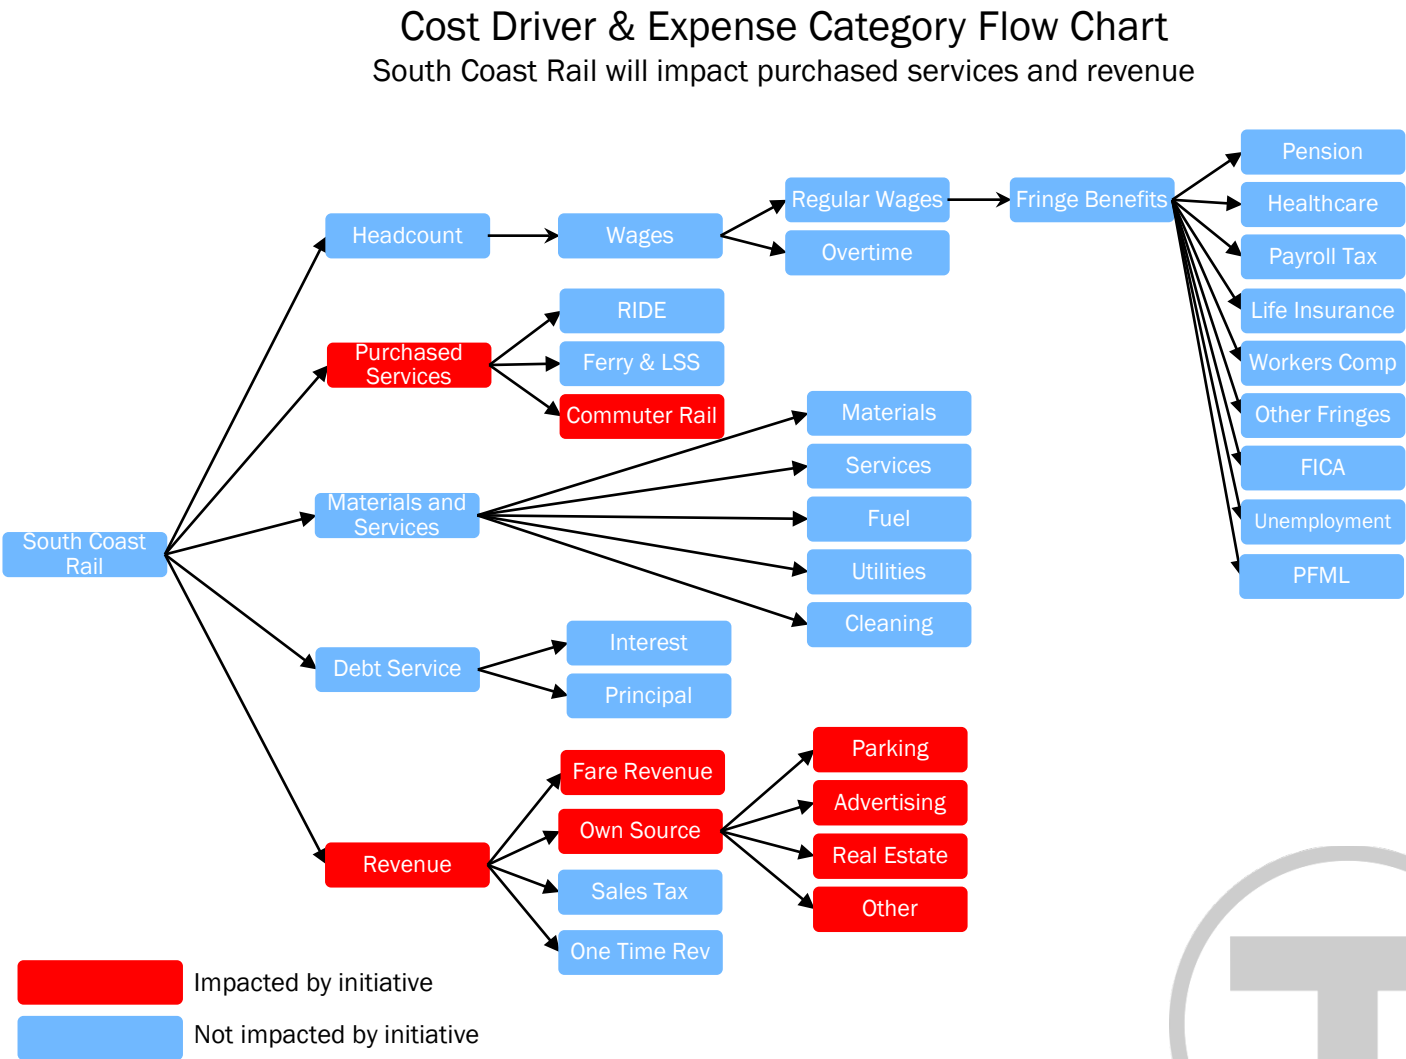 Cost Driver & Expense Category Flow Chart
South Coast Rail will impact purchased services and revenue
South Coast
Rail
Headcount
Wages
Regular Wages
Overtime
Fringe Benefits
Pension
Healthcare
Payroll Tax
Life Insurance
Workers Comp
Other Fringes
FICA
Unemployment
PFML
Purchased
Services
RIDE
Ferry & LSS
Commuter Rail
Materials and
Services
Materials
Services
Fuel
Utilities
Cleaning
Debt Service
Interest
Principal
Revenue
Fare Revenue
Own Source
Sales Tax
One Time Rev
Parking
Advertising
Real Estate
Other
Impacted by initiative
Not impacted by initiative
T